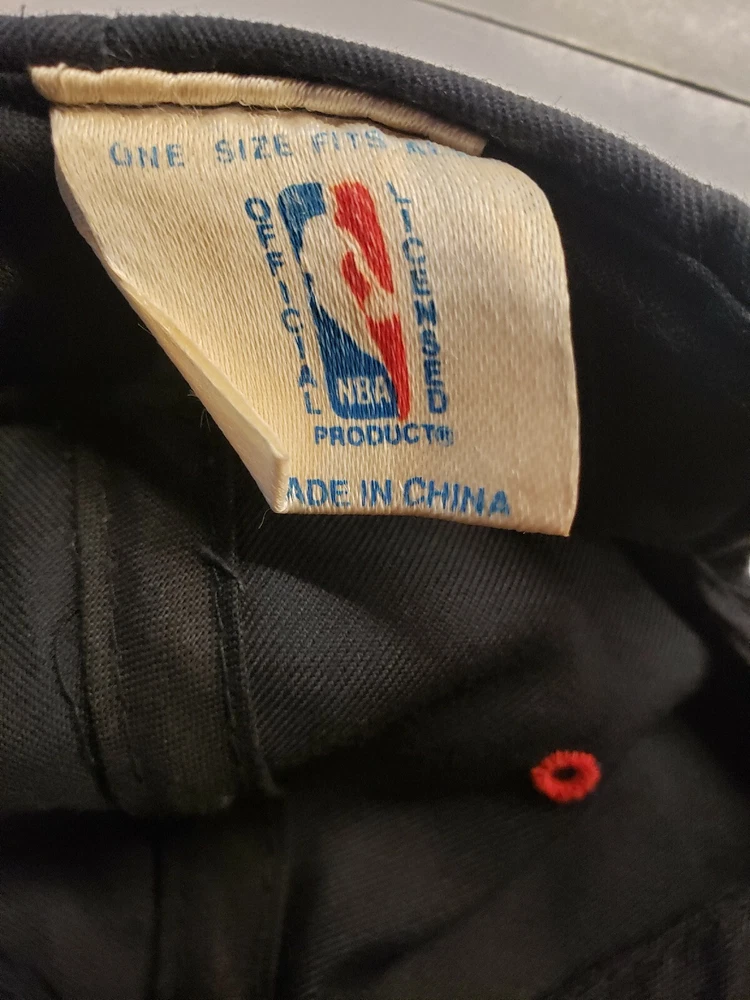 ONE SIZE FITS
OFFICIAL
LICENSED
NBA
PRODUCT®
ADE IN CHINA